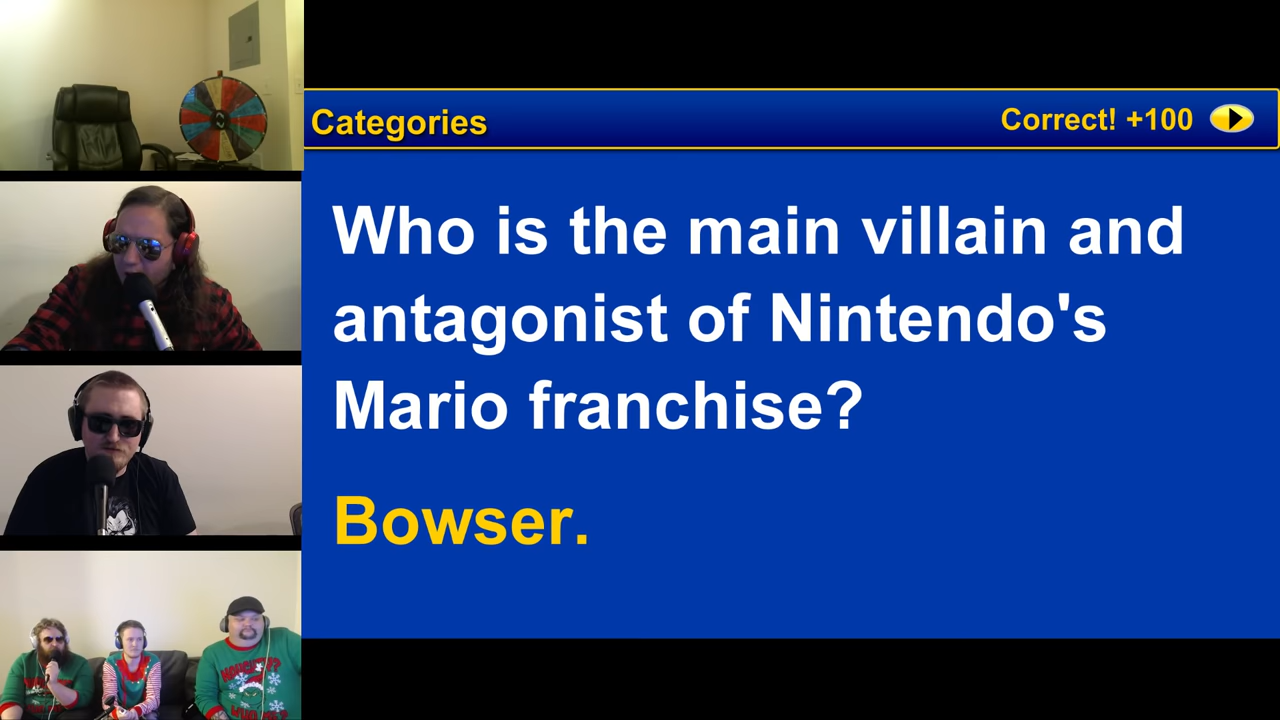 Categories
Correct! +100
Who is the main villain and
antagonist of Nintendo's
Mario franchise?
Bowser.